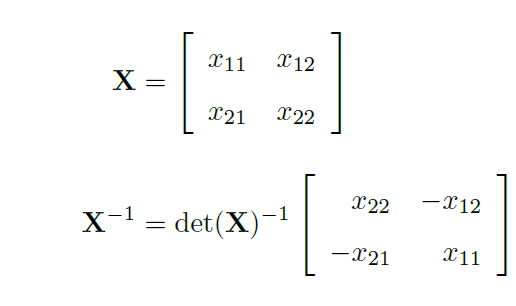 X = [ x₁₁ x₁₂
x₂₁ x₂₂ ]
X⁻¹ = det(X)⁻¹ [ x₂₂ −x₁₂
−x₂₁ x₁₁ ]